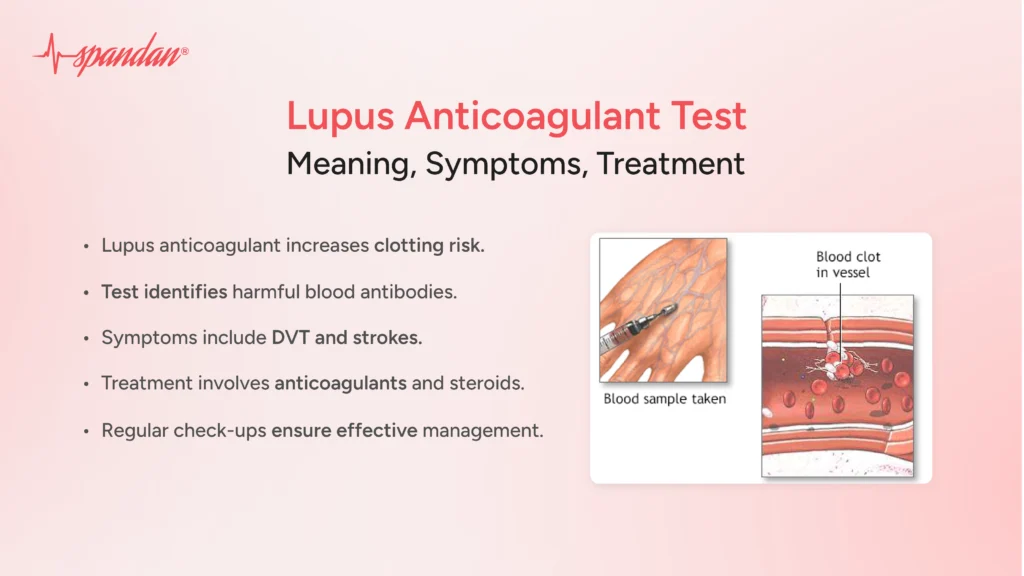 spandan®
Lupus Anticoagulant Test
Meaning, Symptoms, Treatment
• Lupus anticoagulant increases clotting risk.
• Test identifies harmful blood antibodies.
• Symptoms include DVT and strokes.
• Treatment involves anticoagulants and steroids.
• Regular check-ups ensure effective management.
Blood sample taken
Blood clot
in vessel